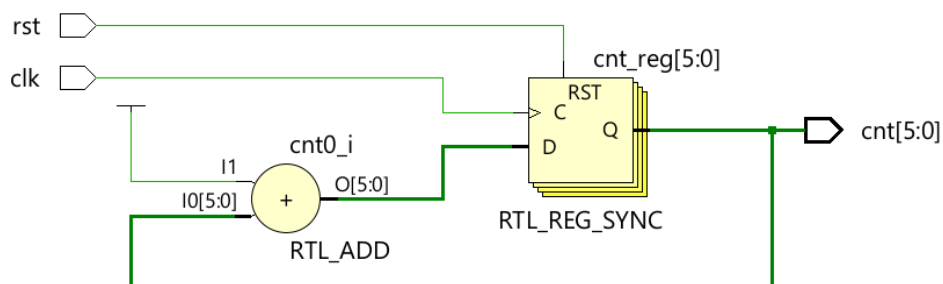 rst
clk
cnt_reg[5:0]
RST
C
Q
D
cnt[5:0]
cnt0_i
I1
I0[5:0]
+
O[5:0]
RTL_ADD
RTL_REG_SYNC